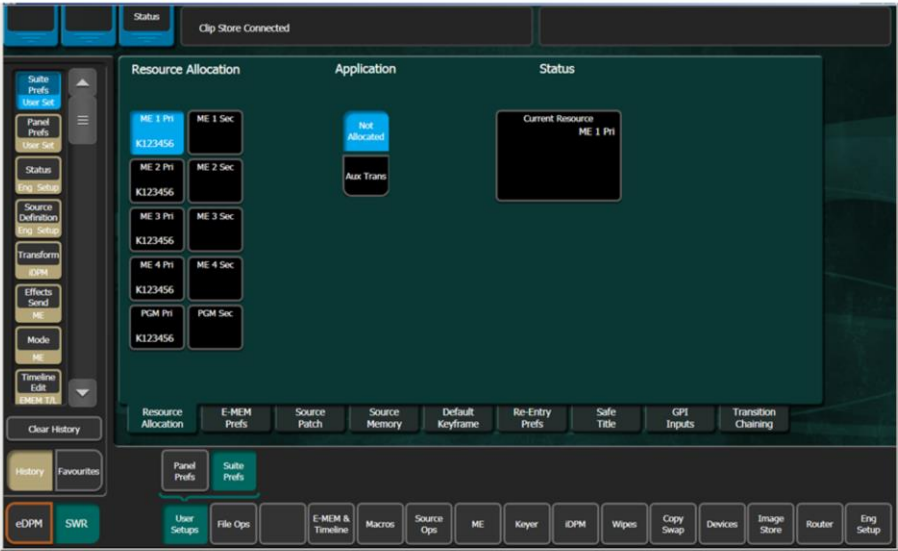 Status
Clip Store Connected
Suite
Prefs
User Set
Panel
Prefs
User Set
Status
Eng Setup
Source
Definition
Eng Setup
Transform
iDPM
Effects
Send
ME
Mode
ME
Timeline
Edit
EMEM T/L
Clear History
History
Favourites
eDPM
SWR
Resource Allocation
Application
Status
ME 1 Pri
K123456
ME 1 Sec
ME 2 Pri
K123456
ME 2 Sec
ME 3 Pri
K123456
ME 3 Sec
ME 4 Pri
K123456
ME 4 Sec
PGM Pri
K123456
PGM Sec
Not
Allocated
Aux Trans
Current Resource
ME 1 Pri
Resource
Allocation
E-MEM
Prefs
Source
Patch
Source
Memory
Default
Keyframe
Re-Entry
Prefs
Safe
Title
GPI
Inputs
Transition
Chaining
Panel
Prefs
Suite
Prefs
User
Setups
File Ops
E-MEM &
Timeline
Macros
Source
Ops
ME
Keyer
iDPM
Wipes
Copy
Swap
Devices
Image
Store
Router
Eng
Setup